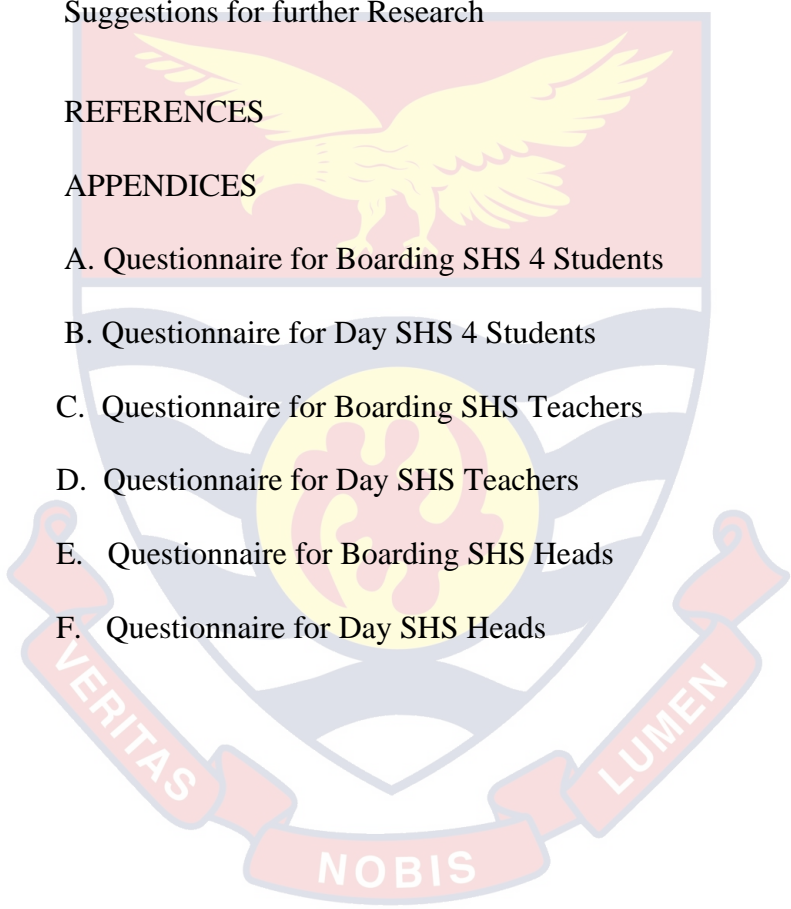 Suggestions for further Research
REFERENCES
APPENDICES
A. Questionnaire for Boarding SHS 4 Students
B. Questionnaire for Day SHS 4 Students
C. Questionnaire for Boarding SHS Teachers
D. Questionnaire for Day SHS Teachers
E. Questionnaire for Boarding SHS Heads
F. Questionnaire for Day SHS Heads
VERITAS
NOBIS
LUMEN